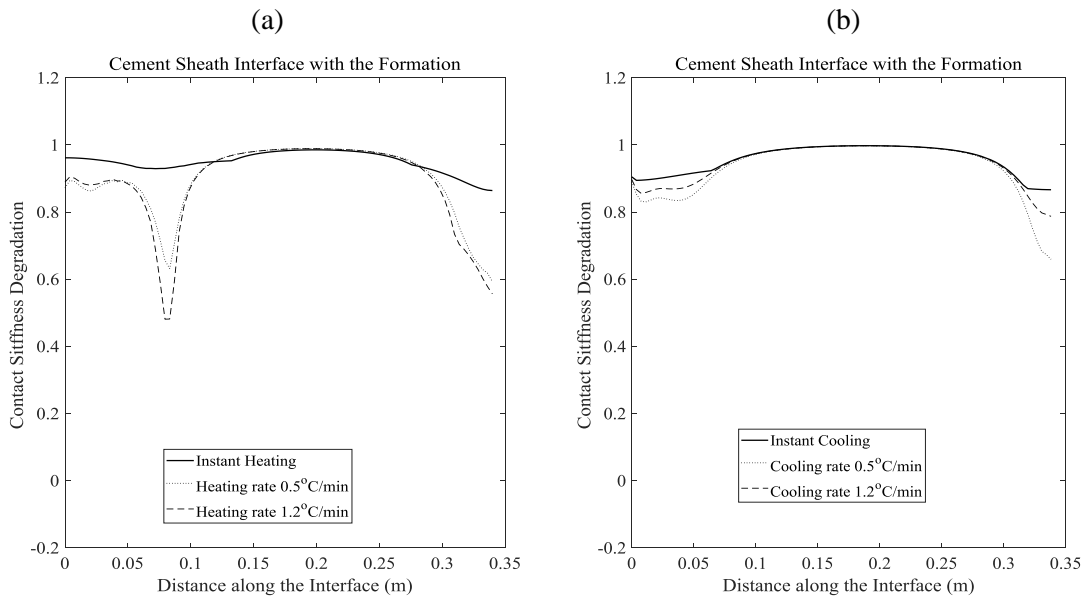 (a)
Cement Sheath Interface with the Formation
1.2
1
0.8
0.6
0.4
0.2
0
-0.2
Contact Sitffness Degradation
Instant Heating
Heating rate 0.5°C/min
Heating rate 1.2°C/min
0 0.05 0.1 0.15 0.2 0.25 0.3 0.35
Distance along the Interface (m)
(b)
Cement Sheath Interface with the Formation
1.2
1
0.8
0.6
0.4
0.2
0
-0.2
Contact Sitffness Degradation
Instant Cooling
Cooling rate 0.5°C/min
Cooling rate 1.2°C/min
0 0.05 0.1 0.15 0.2 0.25 0.3 0.35
Distance along the Interface (m)